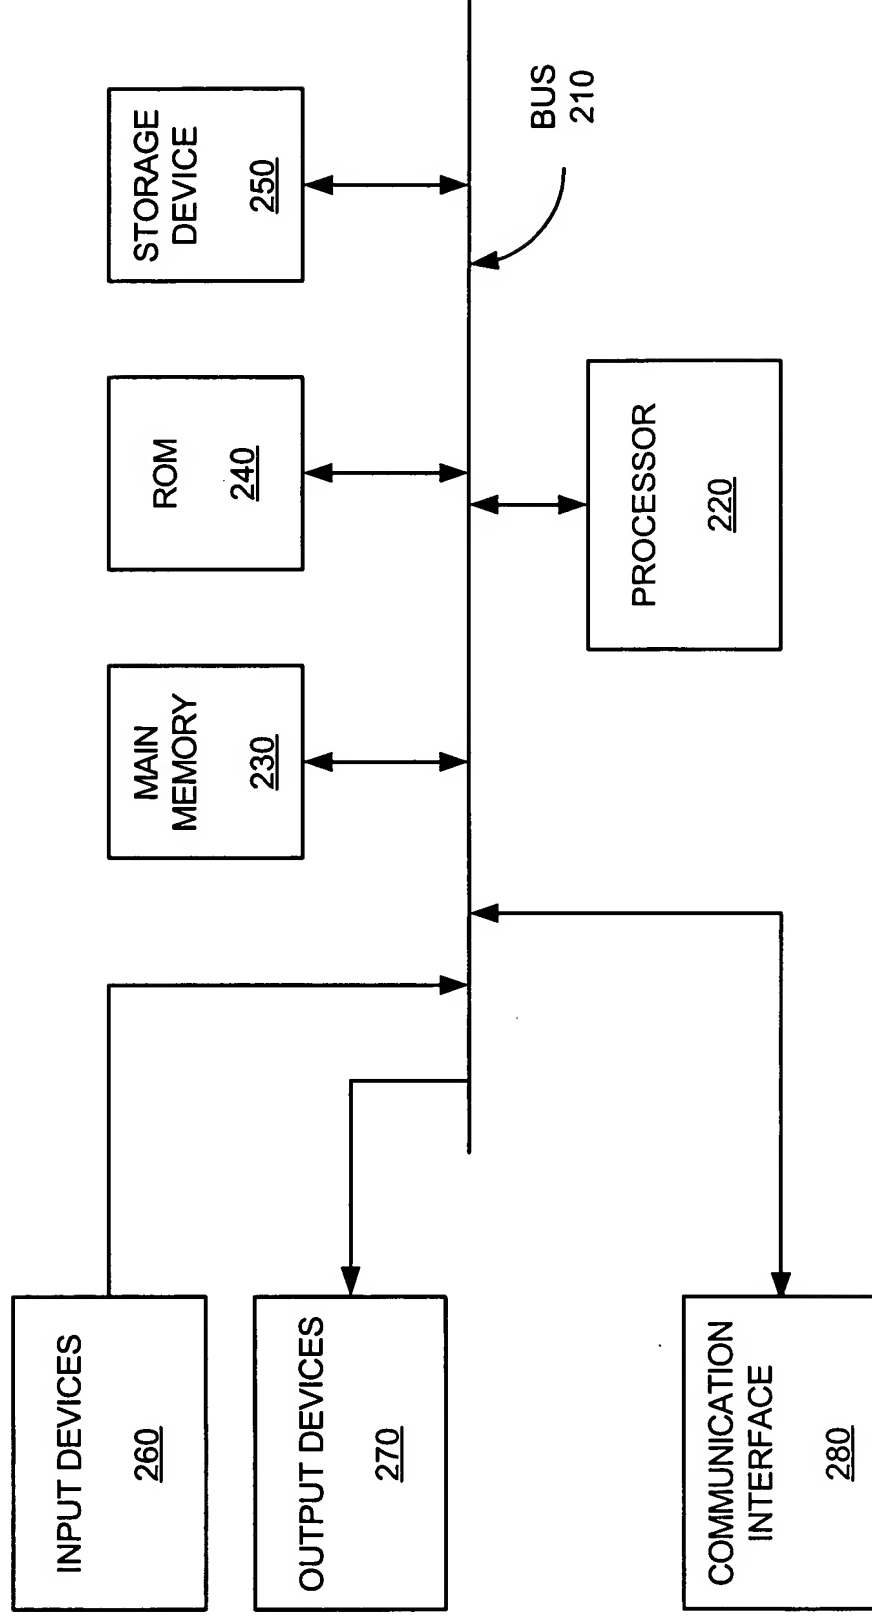 INPUT DEVICES
260
OUTPUT DEVICES
270
COMMUNICATION
INTERFACE
280
MAIN
MEMORY
230
ROM
240
STORAGE
DEVICE
250
PROCESSOR
220
BUS
210